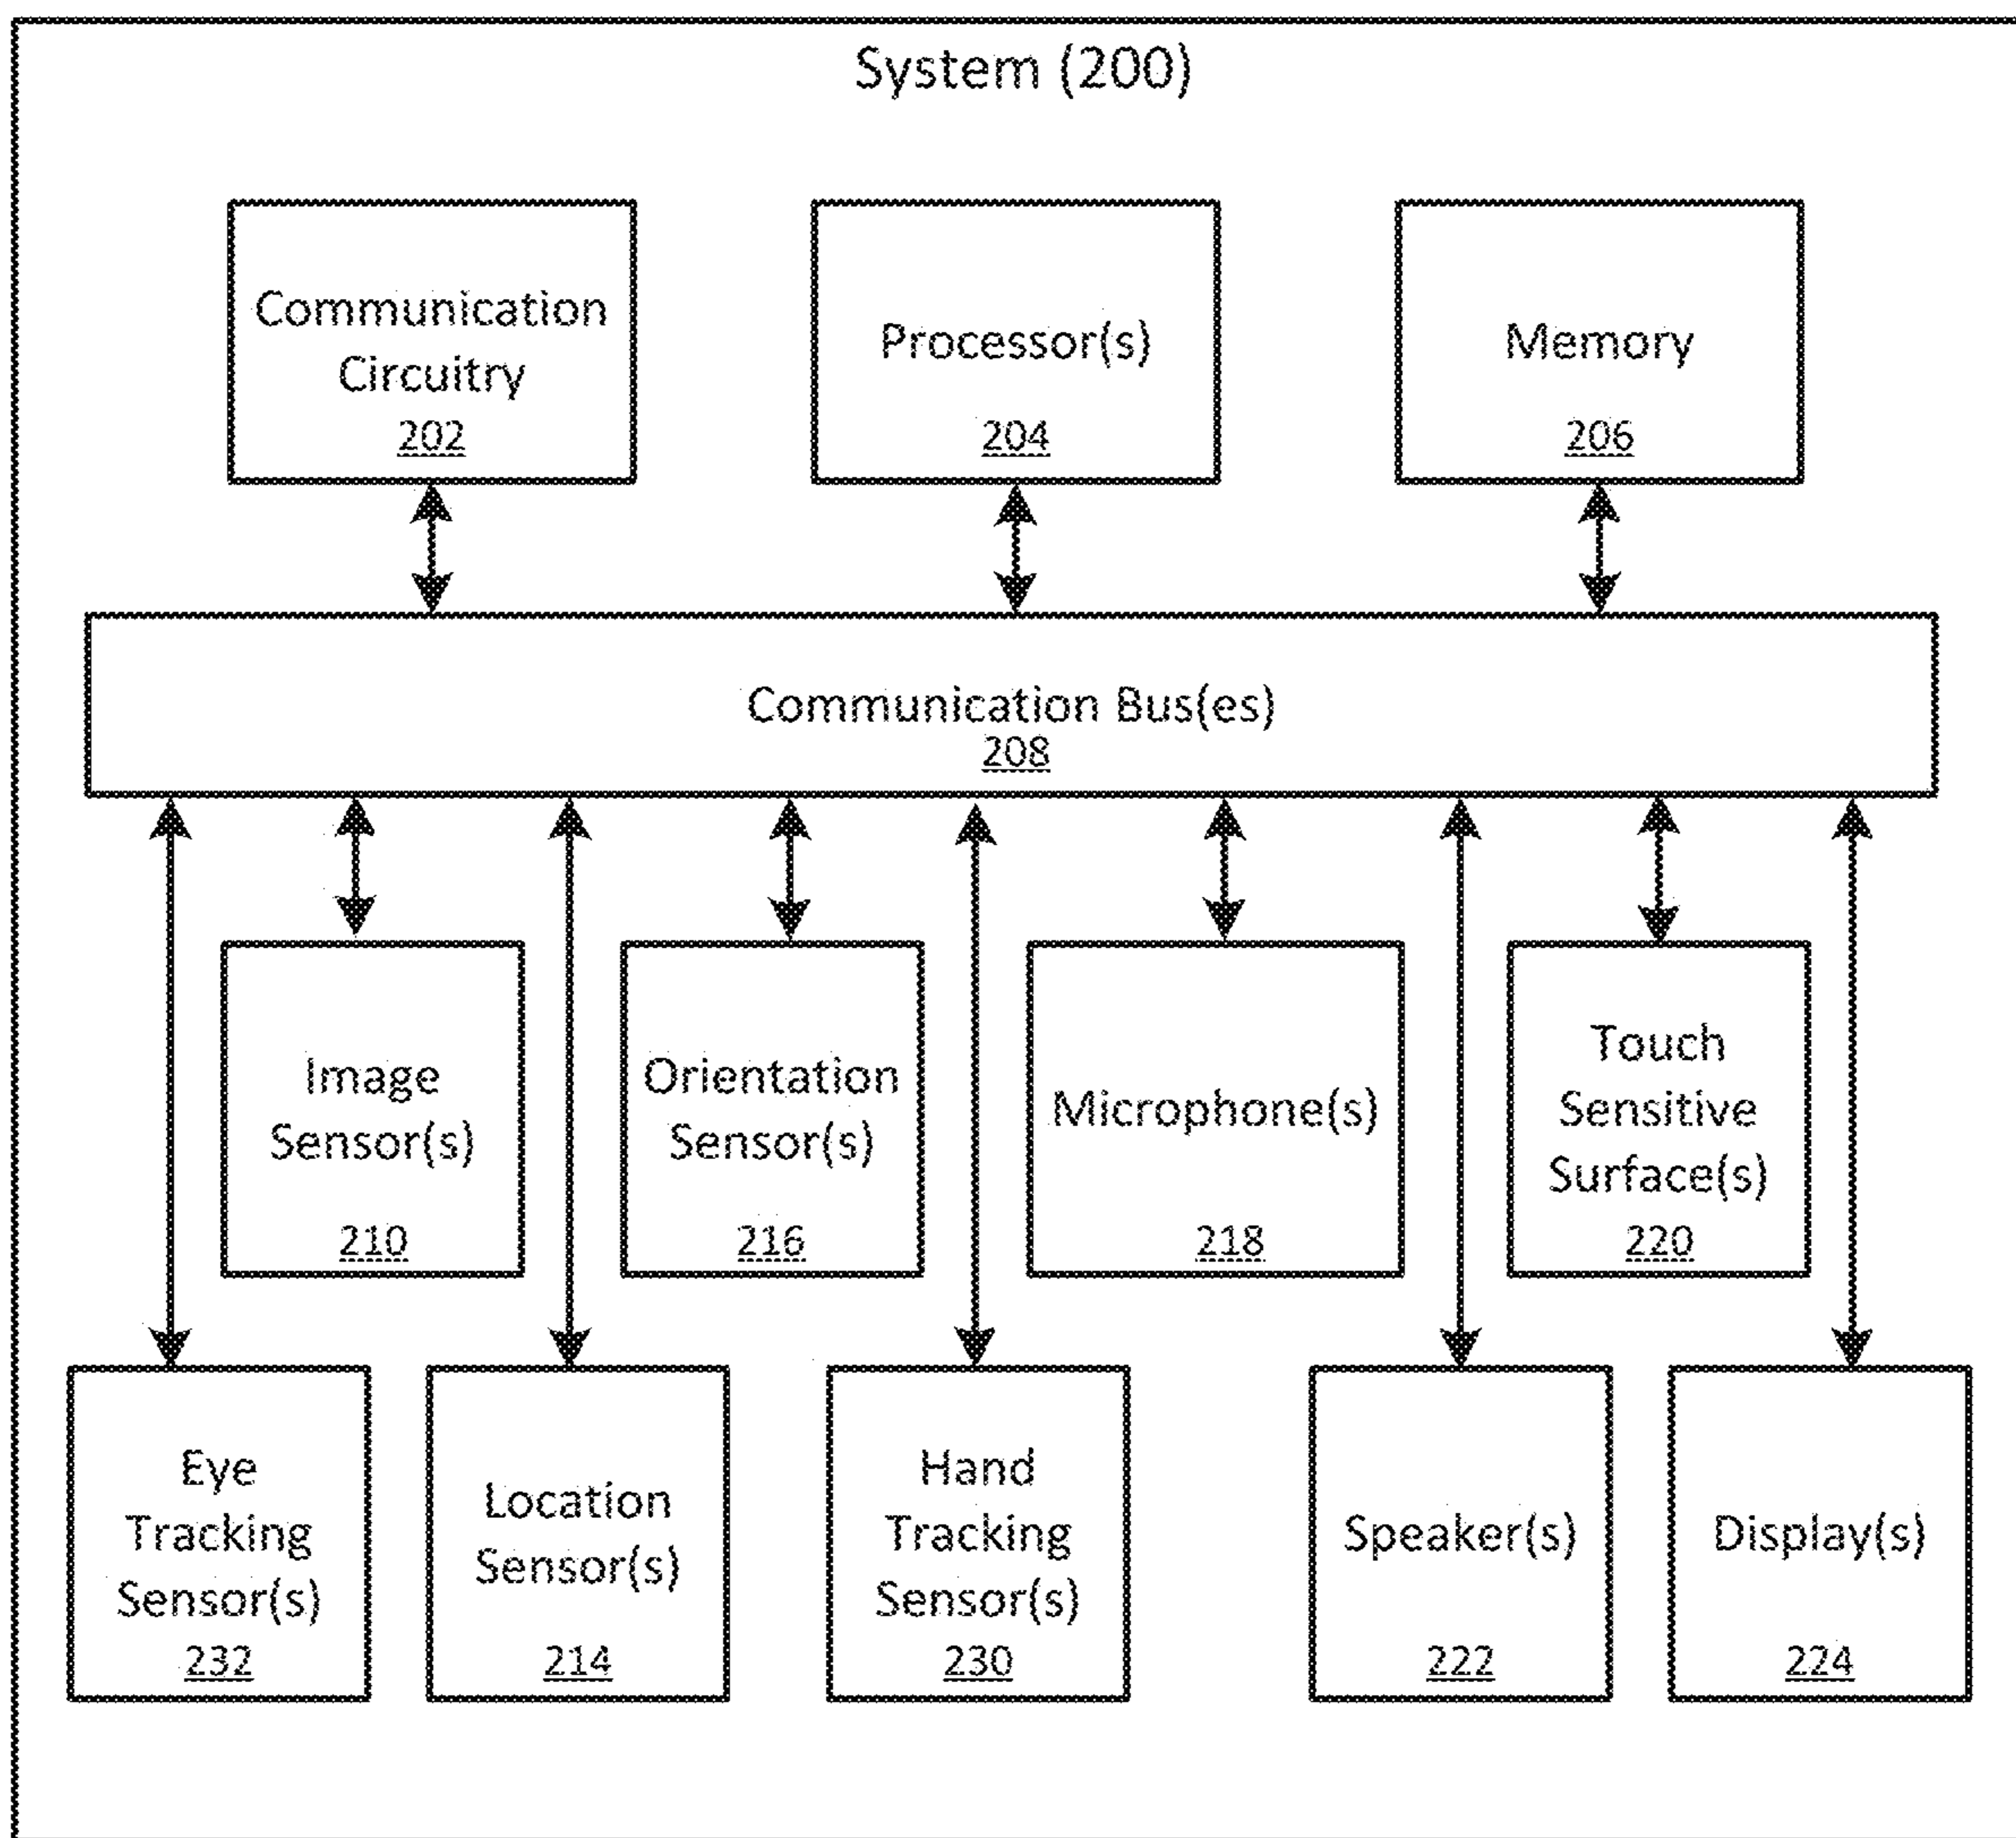 System (200)
Communication
Circuitry
202
Processor(s)
204
Memory
206
Communication Bus(es)
208
Image
Sensor(s)
210
Orientation
Sensor(s)
216
Microphone(s)
218
Touch
Sensitive
Surface(s)
220
Eye
Tracking
Sensor(s)
232
Location
Sensor(s)
214
Hand
Tracking
Sensor(s)
230
Speaker(s)
222
Display(s)
224